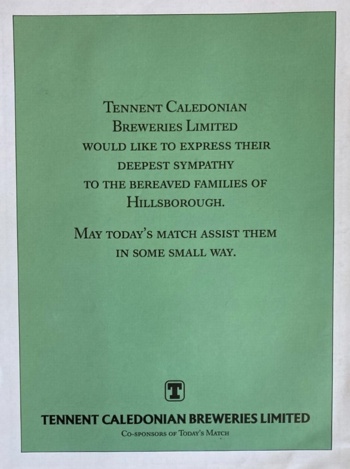 Tennent Caledonian
Breweries Limited
would like to express their
deepest sympathy
to the bereaved families of
Hillsborough.
May today's match assist them
in some small way.
T
TENNENT CALEDONIAN BREWERIES LIMITED
Co-sponsors of Today's Match